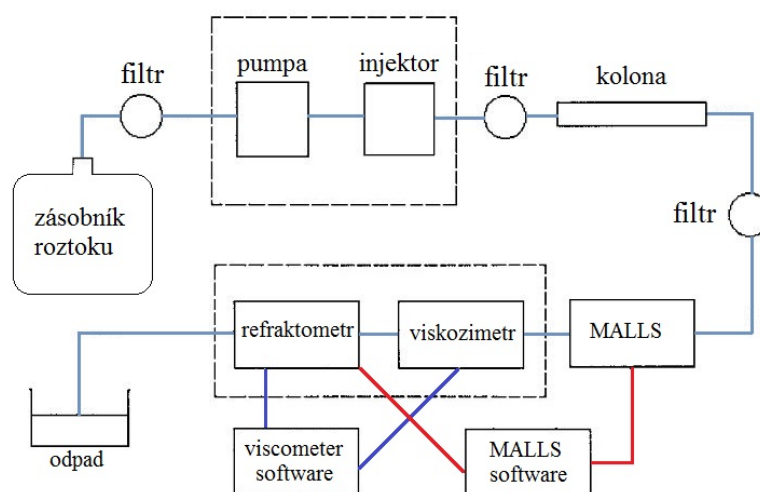 filtr
pumpa
injektor
filtr
kolona
zásobník
roztoku
filtr
refraktometr
viskozimetr
MALLS
odpad
viscometer
software
MALLS
software